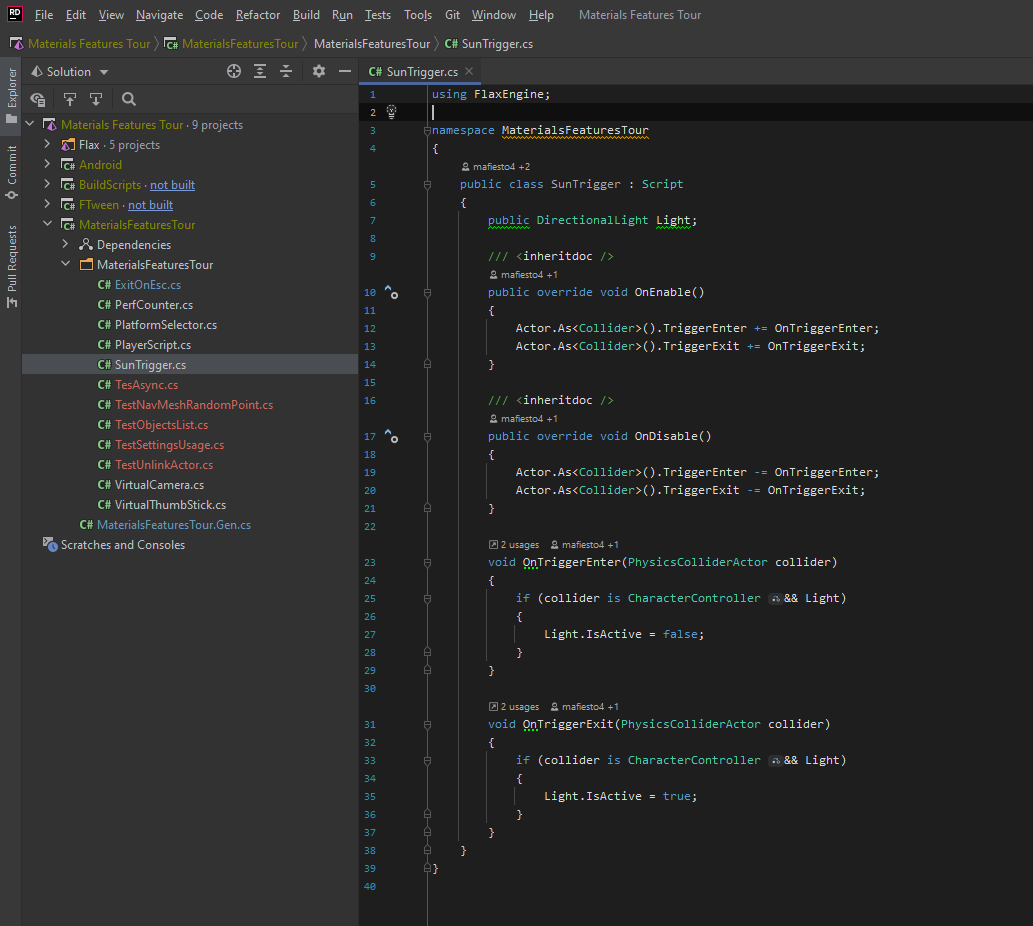 RD File Edit View Navigate Code Refactor Build Run Tests Tools Git Window Help Materials Features Tour
Materials Features Tour C# MaterialsFeaturesTour MaterialsFeaturesTour C# SunTrigger.cs
Explorer
Commit
Pull Requests
Solution
Materials Features Tour · 9 projects
Flax · 5 projects
C# Android
C# BuildScripts · not built
C# FTween · not built
C# MaterialsFeaturesTour
Dependencies
MaterialsFeaturesTour
C# ExitOnEsc.cs
C# PerfCounter.cs
C# PlatformSelector.cs
C# PlayerScript.cs
C# SunTrigger.cs
C# TesAsync.cs
C# TestNavMeshRandomPoint.cs
C# TestObjectsList.cs
C# TestSettingsUsage.cs
C# TestUnlinkActor.cs
C# VirtualCamera.cs
C# VirtualThumbStick.cs
C# MaterialsFeaturesTour.Gen.cs
Scratches and Consoles
C# SunTrigger.cs
1 using FlaxEngine;
2
3 namespace MaterialsFeaturesTour
4 {
mafiesto4 +2
5 public class SunTrigger : Script
6 {
7 public DirectionalLight Light;
8
9 /// <inheritdoc />
mafiesto4 +1
10 public override void OnEnable()
11 {
12 Actor.As<Collider>().TriggerEnter += OnTriggerEnter;
13 Actor.As<Collider>().TriggerExit += OnTriggerExit;
14 }
15
16 /// <inheritdoc />
mafiesto4 +1
17 public override void OnDisable()
18 {
19 Actor.As<Collider>().TriggerEnter -= OnTriggerEnter;
20 Actor.As<Collider>().TriggerExit -= OnTriggerExit;
21 }
22
2 usages mafiesto4 +1
23 void OnTriggerEnter(PhysicsColliderActor collider)
24 {
25 if (collider is CharacterController && Light)
26 {
27 Light.IsActive = false;
28 }
29 }
30
2 usages mafiesto4 +1
31 void OnTriggerExit(PhysicsColliderActor collider)
32 {
33 if (collider is CharacterController && Light)
34 {
35 Light.IsActive = true;
36 }
37 }
38 }
39 }
40